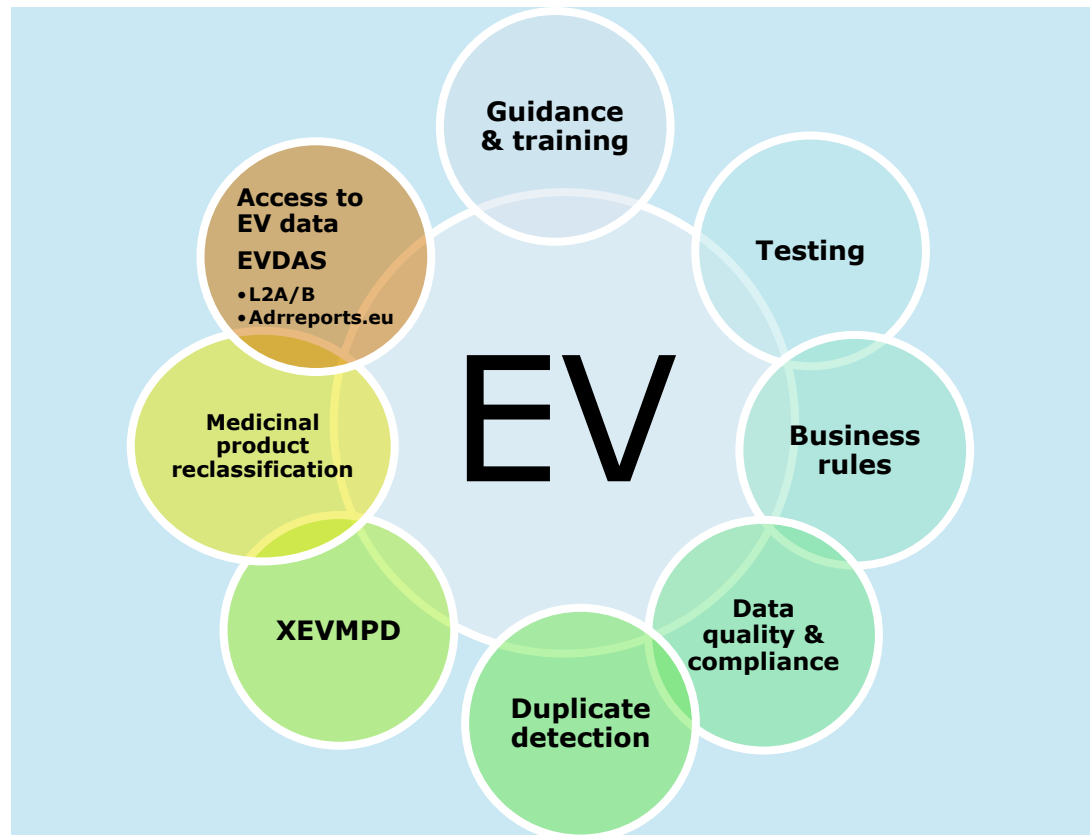 Guidance
& training
Testing
Business
rules
Data
quality &
compliance
Duplicate
detection
XEVMPD
Medicinal
product
reclassification
Access to
EV data
EVDAS
•L2A/B
•Adrreports.eu
EV